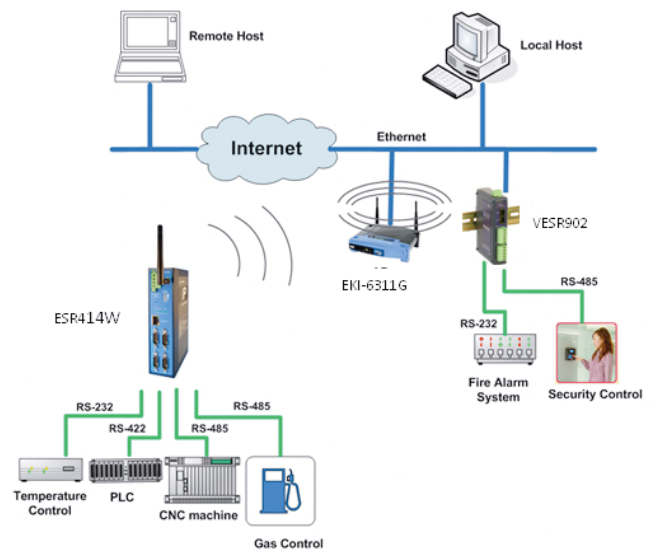 Remote Host
Local Host
Internet
Ethernet
VESR902
EKI-6311G
RS-485
ESR414W
RS-232
Fire Alarm
System
Security Control
RS-232
RS-485
RS-422
RS-485
Temperature
Control
PLC
CNC machine
Gas Control